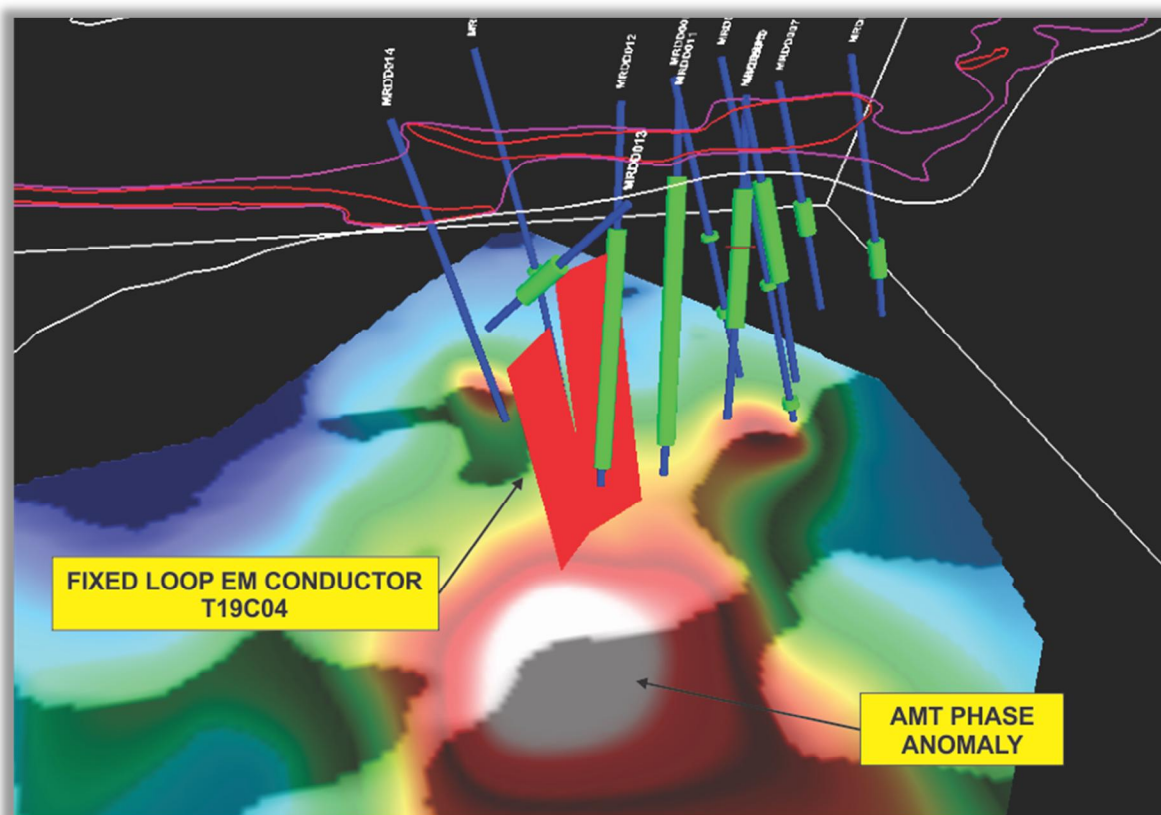 MRDD014
MRDD012
MRDD011
MRDD013
FIXED LOOP EM CONDUCTOR
T19C04
AMT PHASE
ANOMALY